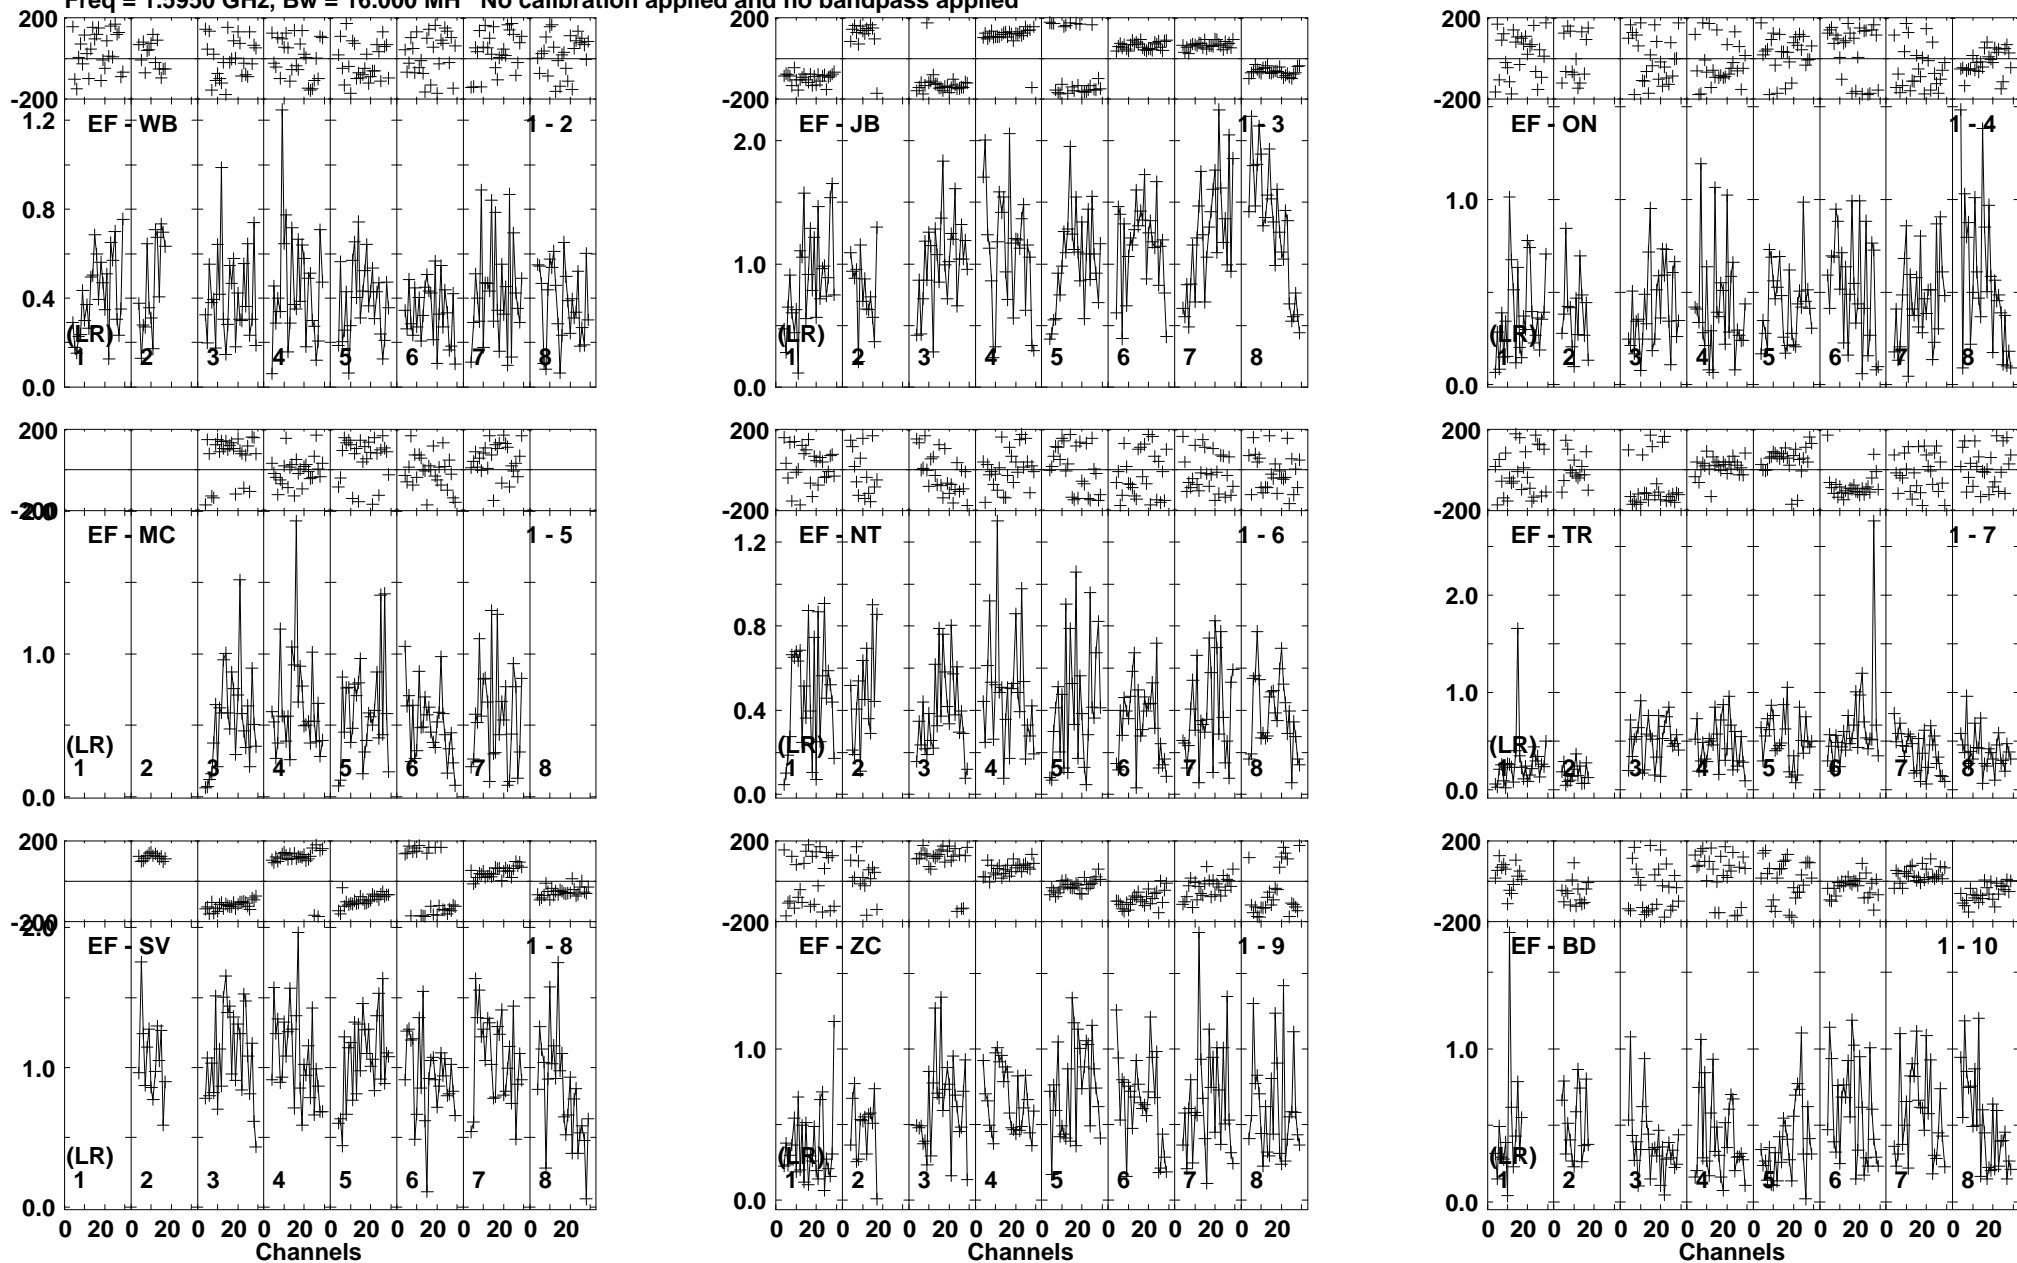 Freq = 1.5950 GHz, Bw = 16.000 MH No calibration applied and no bandpass applied
200
-200
1.2
0.8
0.4
0.0
EF - WB
1 - 2
(LR)
1 2 3 4 5 6 7 8
200
-200
2.0
1.0
0.0
EF - JB
1 - 3
(LR)
1 2 3 4 5 6 7 8
200
-200
1.0
0.0
EF - ON
1 - 4
(LR)
1 2 3 4 5 6 7 8
200
-200
2.0
1.0
0.0
EF - MC
1 - 5
(LR)
1 2 3 4 5 6 7 8
200
-200
1.2
0.8
0.4
0.0
EF - NT
1 - 6
(LR)
1 2 3 4 5 6 7 8
200
-200
2.0
1.0
0.0
EF - TR
1 - 7
(LR)
1 2 3 4 5 6 7 8
200
-200
2.0
1.0
0.0
EF - SV
1 - 8
(LR)
1 2 3 4 5 6 7 8
0 20 0 20 0 20 0 20 0 20 0 20 0 20 0 20
Channels
200
-200
1.0
0.0
EF - ZC
1 - 9
(LR)
1 2 3 4 5 6 7 8
0 20 0 20 0 20 0 20 0 20 0 20 0 20 0 20
200
-200
1.0
0.0
EF - BD
1 - 10
(LR)
1 2 3 4 5 6 7 8
0 20 0 20 0 20 0 20 0 20 0 20 0 20 0 20
Channels